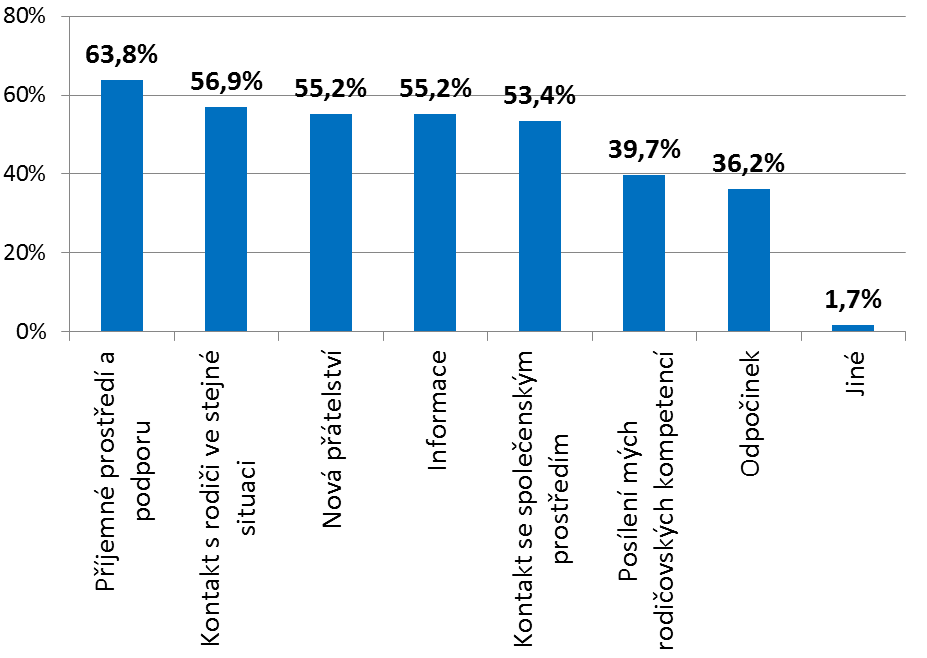 80%
60%
40%
20%
0%
63,8%
56,9%
55,2%
55,2%
53,4%
39,7%
36,2%
1,7%
Příjemné prostředí a
podporu
Kontakt s rodiči ve stejné
situaci
Nová přátelství
Informace
Kontakt se společenským
prostředím
Posílení mých
rodičovských kompetencí
Odpočinek
Jiné